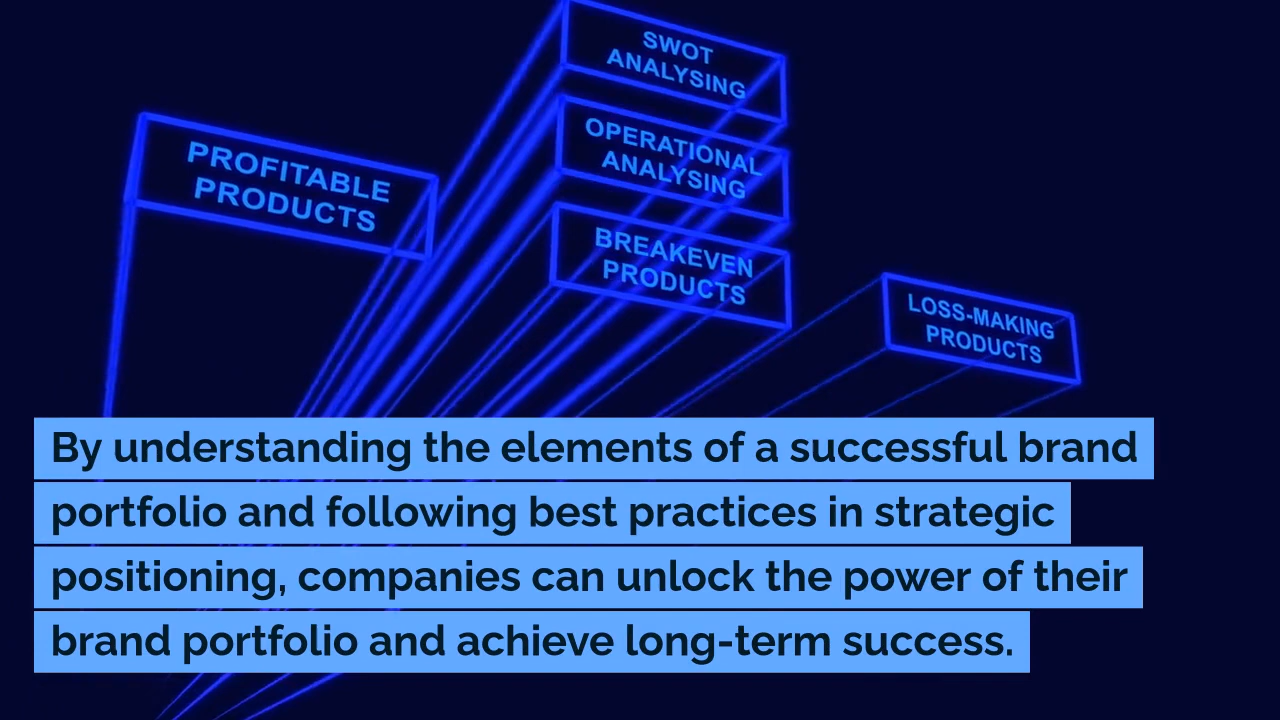 SWOT
ANALYSING
OPERATIONAL
ANALYSING
PROFITABLE
PRODUCTS
BREAKEVEN
PRODUCTS
LOSS-MAKING
PRODUCTS
By understanding the elements of a successful brand
portfolio and following best practices in strategic
positioning, companies can unlock the power of their
brand portfolio and achieve long-term success.